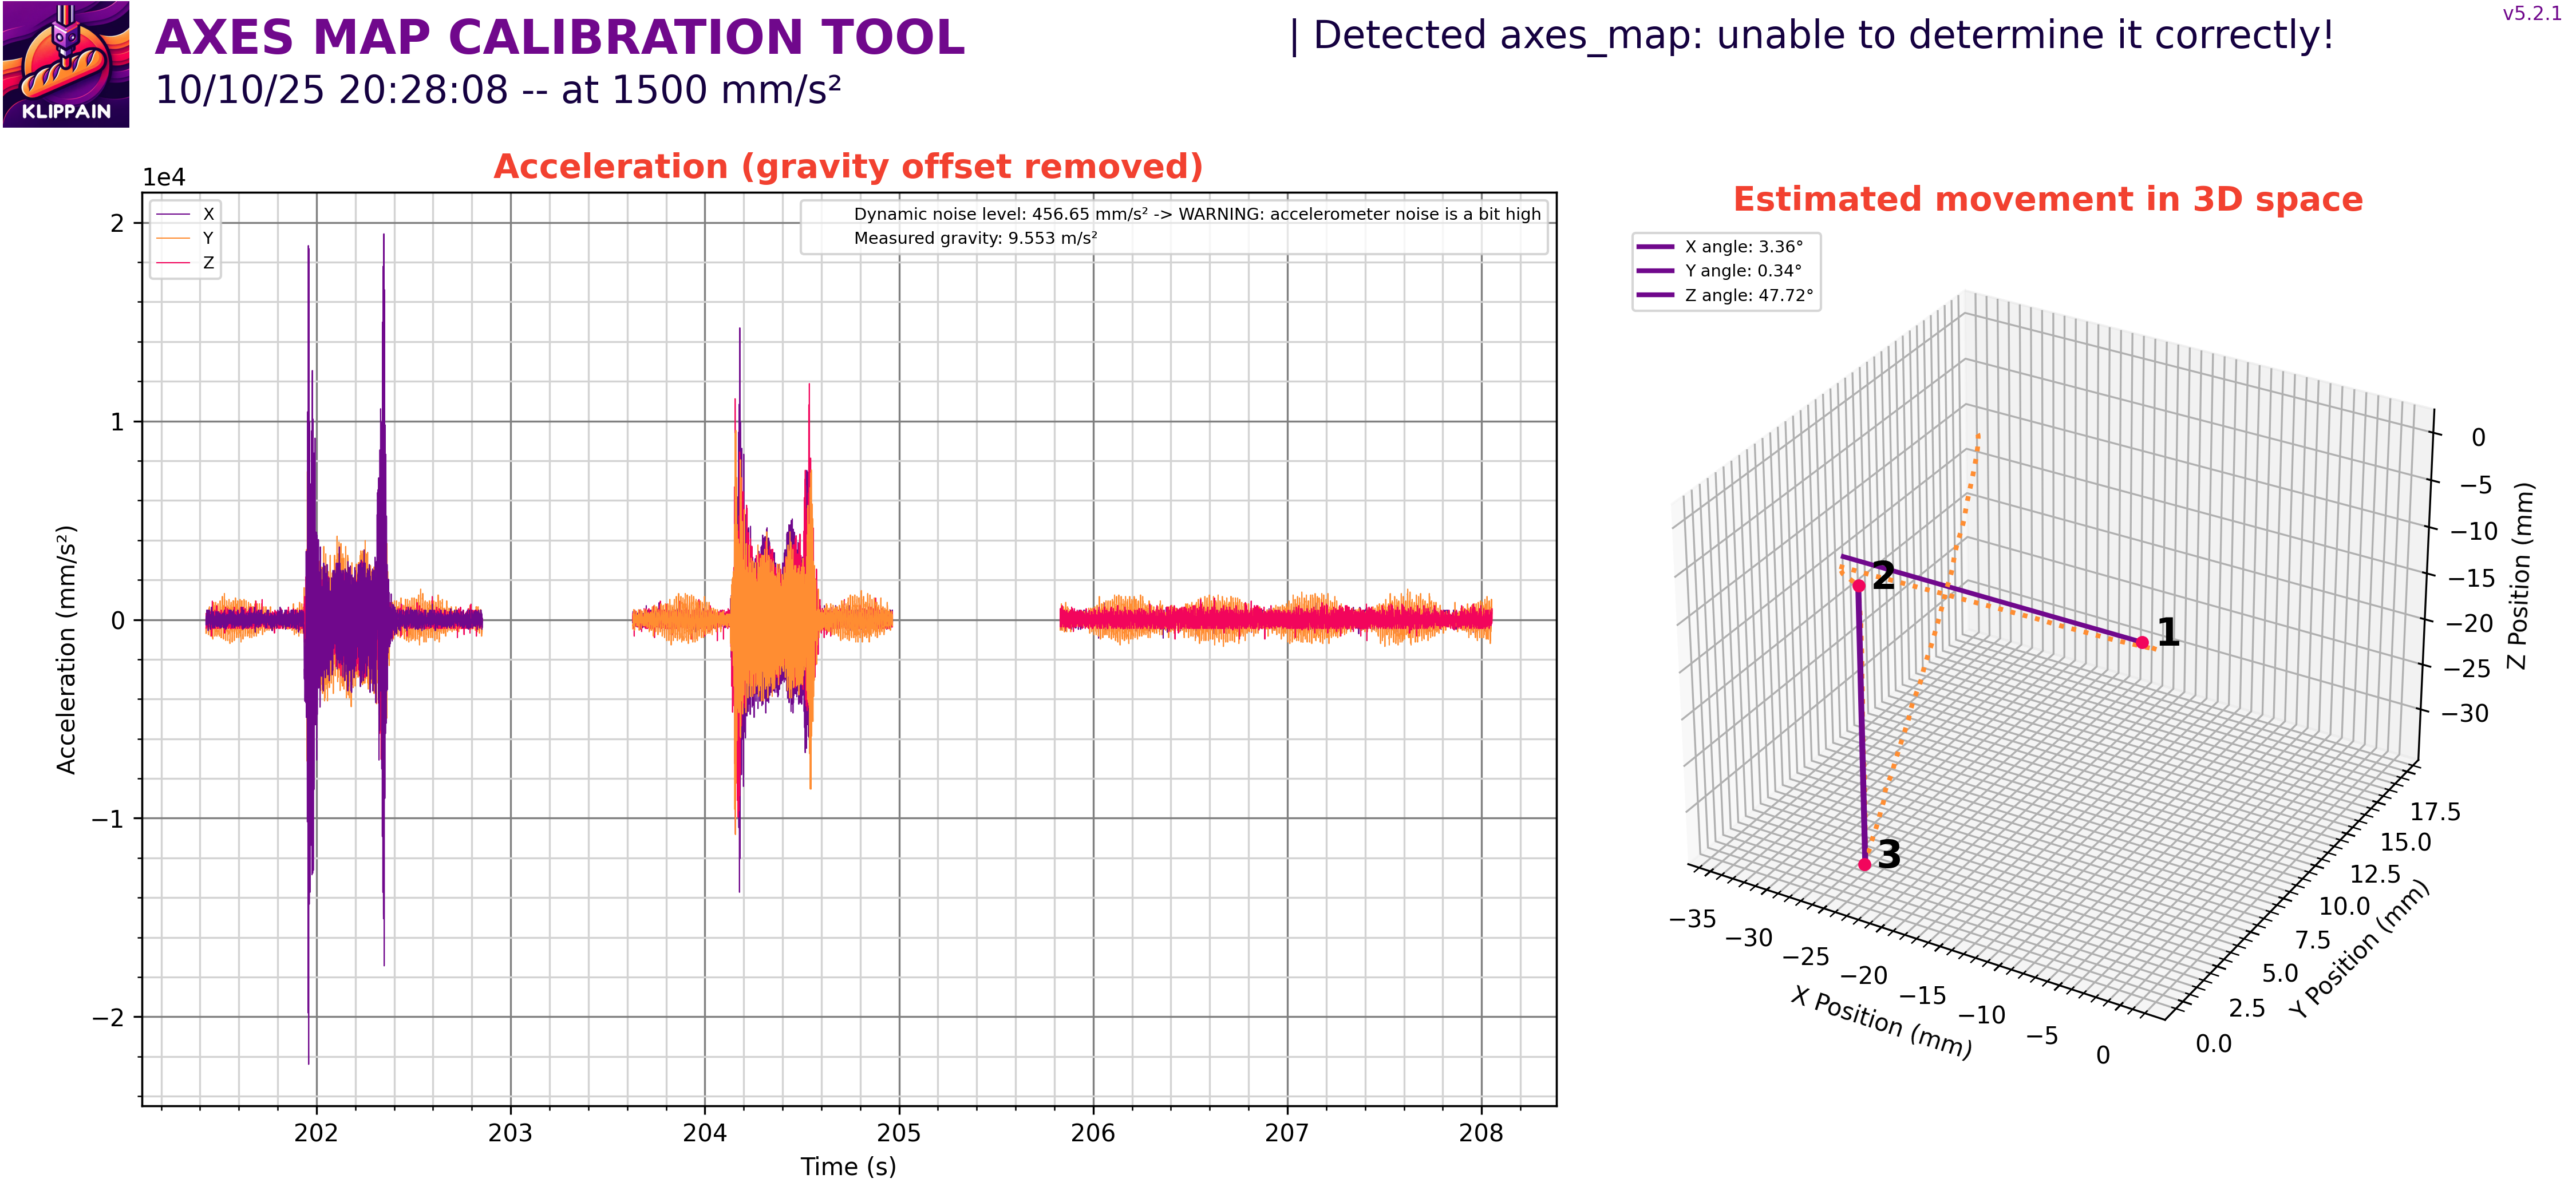 AXES MAP CALIBRATION TOOL
| Detected axes_map: unable to determine it correctly!
v5.2.1
10/10/25 20:28:08 -- at 1500 mm/s²
KLIPPAIN
Acceleration (gravity offset removed)
1e4
X
Y
Z
Dynamic noise level: 456.65 mm/s² -> WARNING: accelerometer noise is a bit high
Measured gravity: 9.553 m/s²
2
1
0
−1
−2
Acceleration (mm/s²)
202 203 204 205 206 207 208
Time (s)
Estimated movement in 3D space
X angle: 3.36°
Y angle: 0.34°
Z angle: 47.72°
1
2
3
0
−5
−10
−15
−20
−25
−30
Z Position (mm)
17.5
15.0
12.5
10.0
7.5
5.0
2.5
0.0
Y Position (mm)
−35
−30
−25
−20
−15
−10
−5
0
X Position (mm)